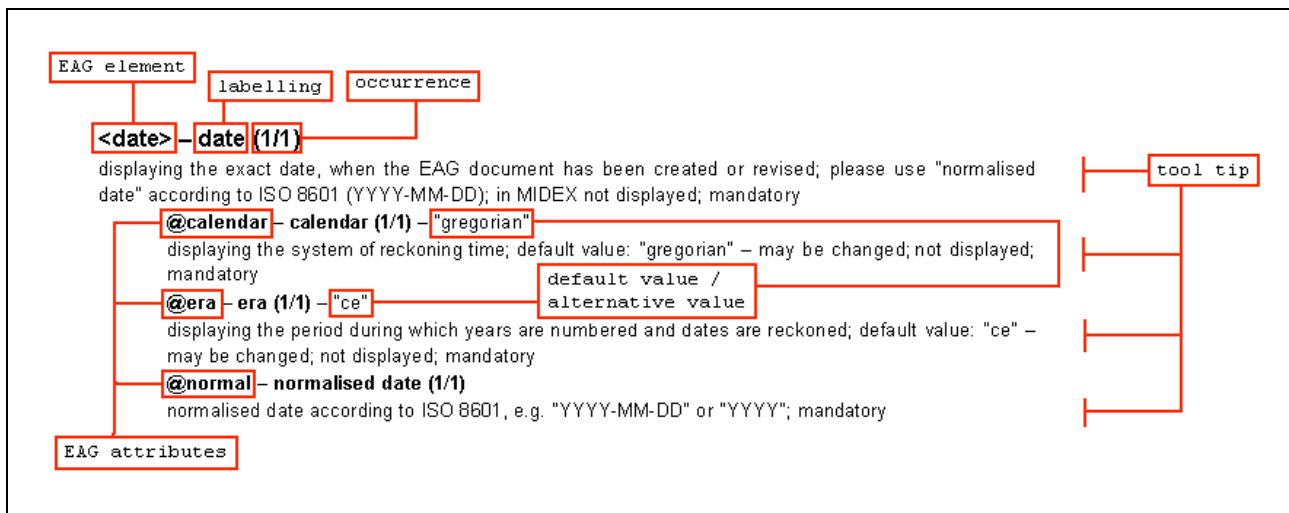 EAG element
labelling
occurrence
<date> – date (1/1)
displaying the exact date, when the EAG document has been created or revised; please use "normalised
date" according to ISO 8601 (YYYY-MM-DD); in MIDEX not displayed; mandatory
tool tip
@calendar – calendar (1/1) – "gregorian"
displaying the system of reckoning time; default value: "gregorian" – may be changed; not displayed;
mandatory
default value /
alternative value
@era – era (1/1) – "ce"
displaying the period during which years are numbered and dates are reckoned; default value: "ce" –
may be changed; not displayed; mandatory
@normal – normalised date (1/1)
normalised date according to ISO 8601, e.g. "YYYY-MM-DD" or "YYYY"; mandatory
EAG attributes